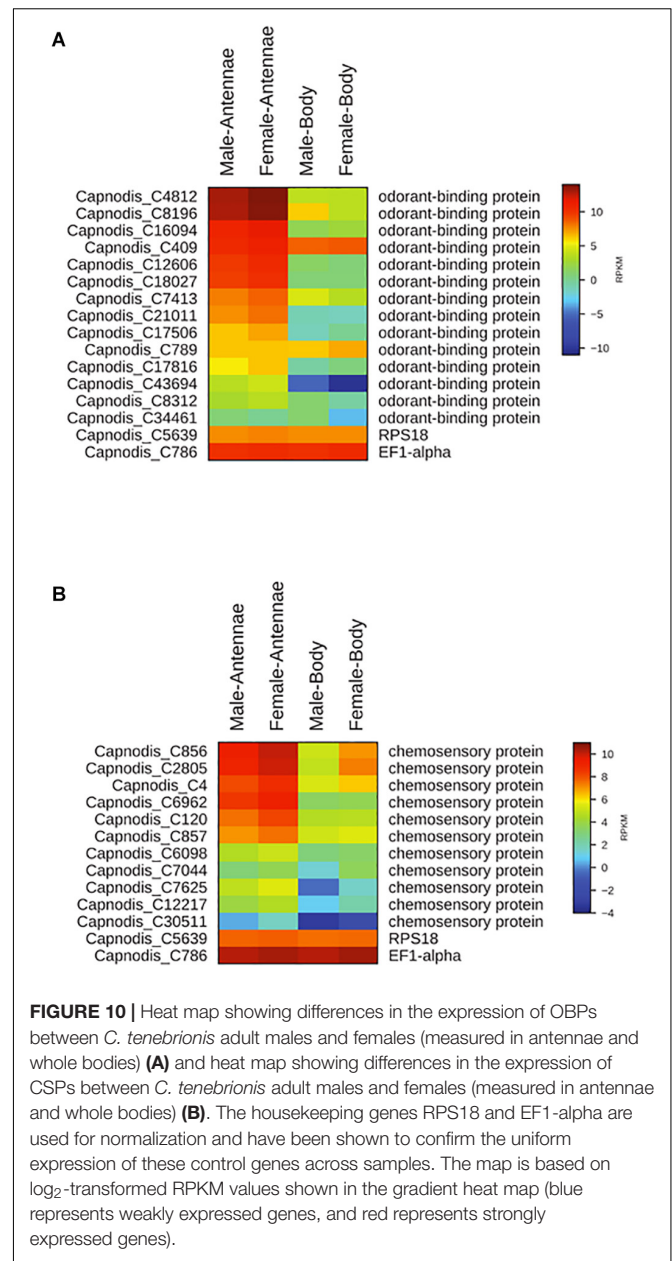 A
Male-Antennae
Female-Antennae
Male-Body
Female-Body
Capnodis_C4812 odorant-binding protein
Capnodis_C8196 odorant-binding protein
Capnodis_C16094 odorant-binding protein
Capnodis_C409 odorant-binding protein
Capnodis_C12606 odorant-binding protein
Capnodis_C18027 odorant-binding protein
Capnodis_C7413 odorant-binding protein
Capnodis_C21011 odorant-binding protein
Capnodis_C17506 odorant-binding protein
Capnodis_C789 odorant-binding protein
Capnodis_C17816 odorant-binding protein
Capnodis_C43694 odorant-binding protein
Capnodis_C8312 odorant-binding protein
Capnodis_C34461 odorant-binding protein
Capnodis_C5639 RPS18
Capnodis_C786 EF1-alpha
10
5
0
−5
−10
RPKM
B
Male-Antennae
Female-Antennae
Male-Body
Female-Body
Capnodis_C856 chemosensory protein
Capnodis_C2805 chemosensory protein
Capnodis_C4 chemosensory protein
Capnodis_C6962 chemosensory protein
Capnodis_C120 chemosensory protein
Capnodis_C857 chemosensory protein
Capnodis_C6098 chemosensory protein
Capnodis_C7044 chemosensory protein
Capnodis_C7625 chemosensory protein
Capnodis_C12217 chemosensory protein
Capnodis_C30511 chemosensory protein
Capnodis_C5639 RPS18
Capnodis_C786 EF1-alpha
10
8
6
4
2
0
−2
−4
RPKM
FIGURE 10 | Heat map showing differences in the expression of OBPs
between C. tenebrionis adult males and females (measured in antennae and
whole bodies) (A) and heat map showing differences in the expression of
CSPs between C. tenebrionis adult males and females (measured in antennae
and whole bodies) (B). The housekeeping genes RPS18 and EF1-alpha are
used for normalization and have been shown to confirm the uniform
expression of these control genes across samples. The map is based on
log₂-transformed RPKM values shown in the gradient heat map (blue
represents weakly expressed genes, and red represents strongly
expressed genes).